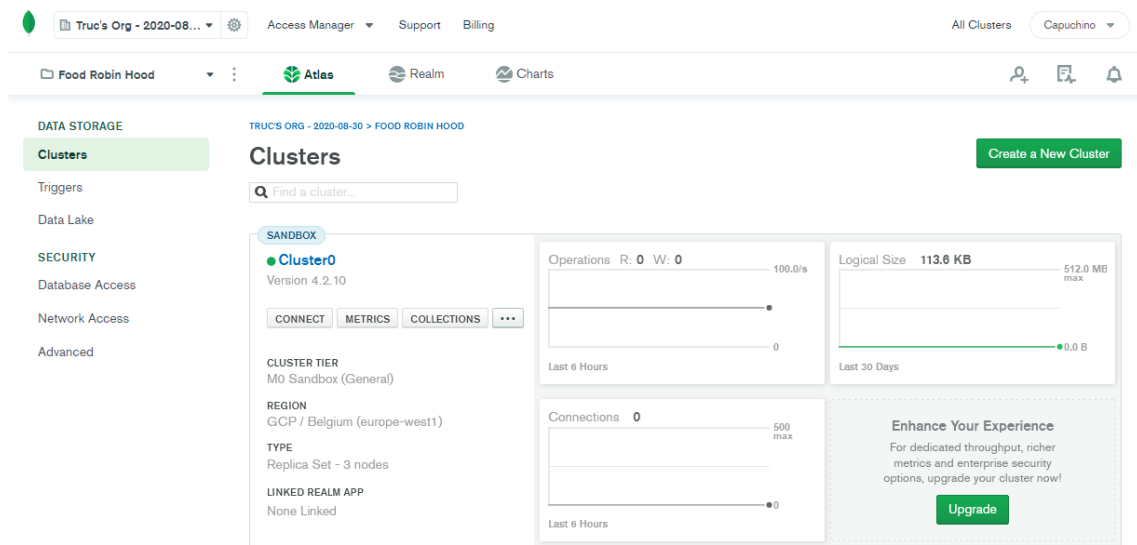 Truc's Org - 2020-08... Access Manager Support Billing All Clusters Capuchino
Food Robin Hood Atlas Realm Charts
DATA STORAGE
Clusters
Triggers
Data Lake
SECURITY
Database Access
Network Access
Advanced
TRUC'S ORG - 2020-08-30 > FOOD ROBIN HOOD
Clusters
Create a New Cluster
Find a cluster...
SANDBOX
Cluster0
Version 4.2.10
CONNECT METRICS COLLECTIONS ...
CLUSTER TIER
M0 Sandbox (General)
REGION
GCP / Belgium (europe-west1)
TYPE
Replica Set - 3 nodes
LINKED REALM APP
None Linked
Operations R: 0 W: 0
100.0/s
0
Last 6 Hours
Logical Size 113.6 KB
512.0 MB
max
0.0 B
Last 30 Days
Connections 0
500
max
0
Last 6 Hours
Enhance Your Experience
For dedicated throughput, richer
metrics and enterprise security
options, upgrade your cluster now!
Upgrade